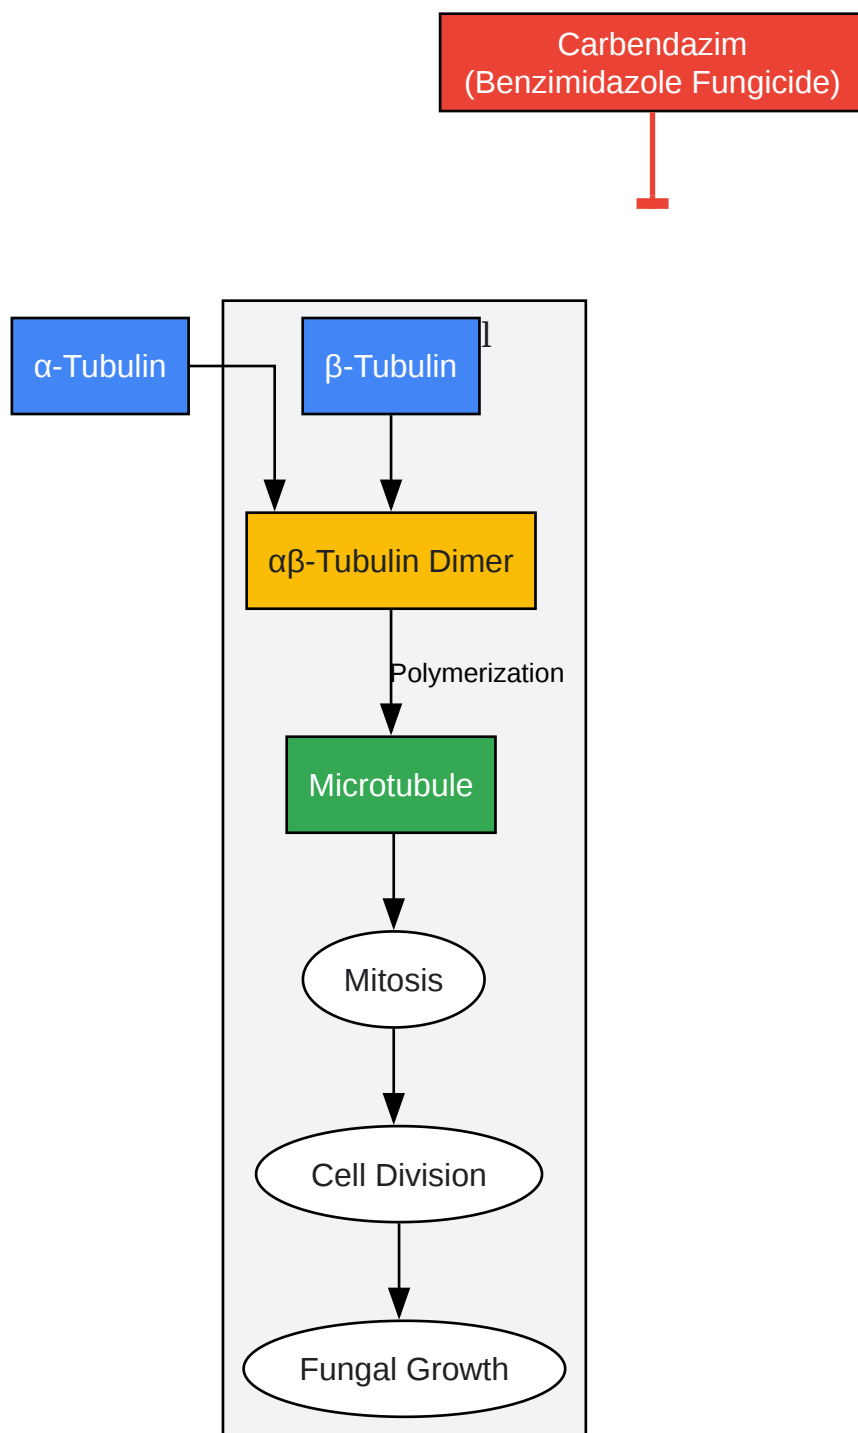 Carbendazim
(Benzimidazole Fungicide)
α-Tubulin
β-Tubulin
l
αβ-Tubulin Dimer
Polymerization
Microtubule
Mitosis
Cell Division
Fungal Growth